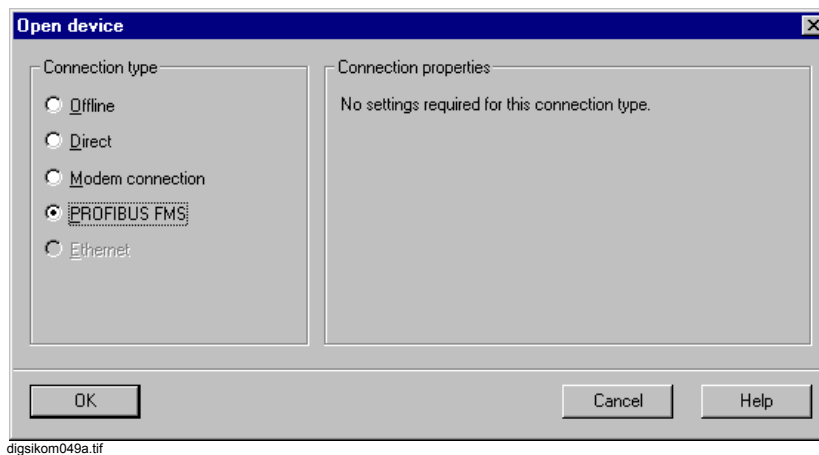 Open device
Connection type
Offline
Direct
Modem connection
PROFIBUS FMS
Ethernet
Connection properties
No settings required for this connection type.
OK
Cancel
Help
digsikom049a.tif